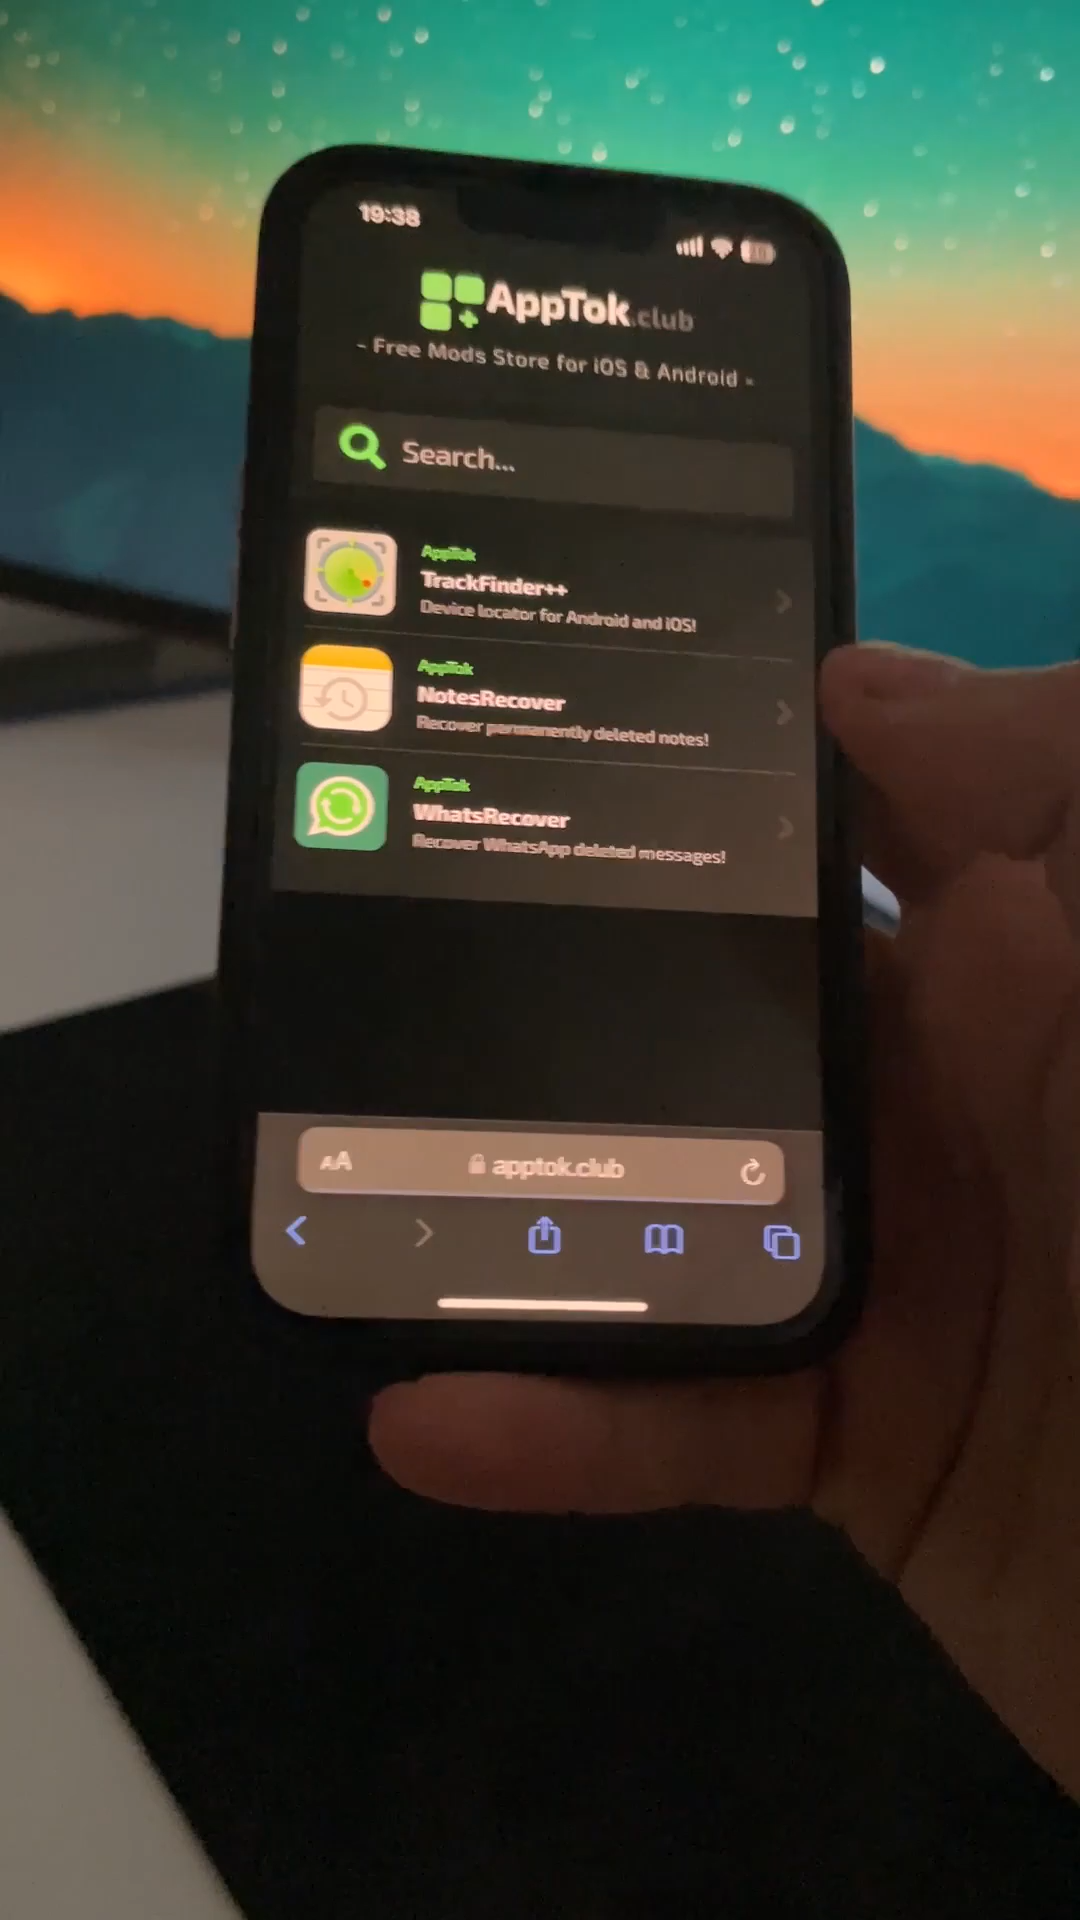 19:38
AppTok.club
- Free Mods Store for iOS & Android -
Search...
AppTok
TrackFinder++
Device locator for Android and iOS!
AppTok
NotesRecover
Recover permanently deleted notes!
AppTok
WhatsRecover
Recover WhatsApp deleted messages!
AA apptok.club